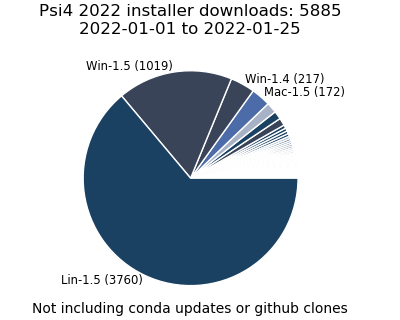 Psi4 2022 installer downloads: 5885
2022-01-01 to 2022-01-25
Win-1.5 (1019)
Win-1.4 (217)
Mac-1.5 (172)
Lin-1.5 (3760)
Not including conda updates or github clones